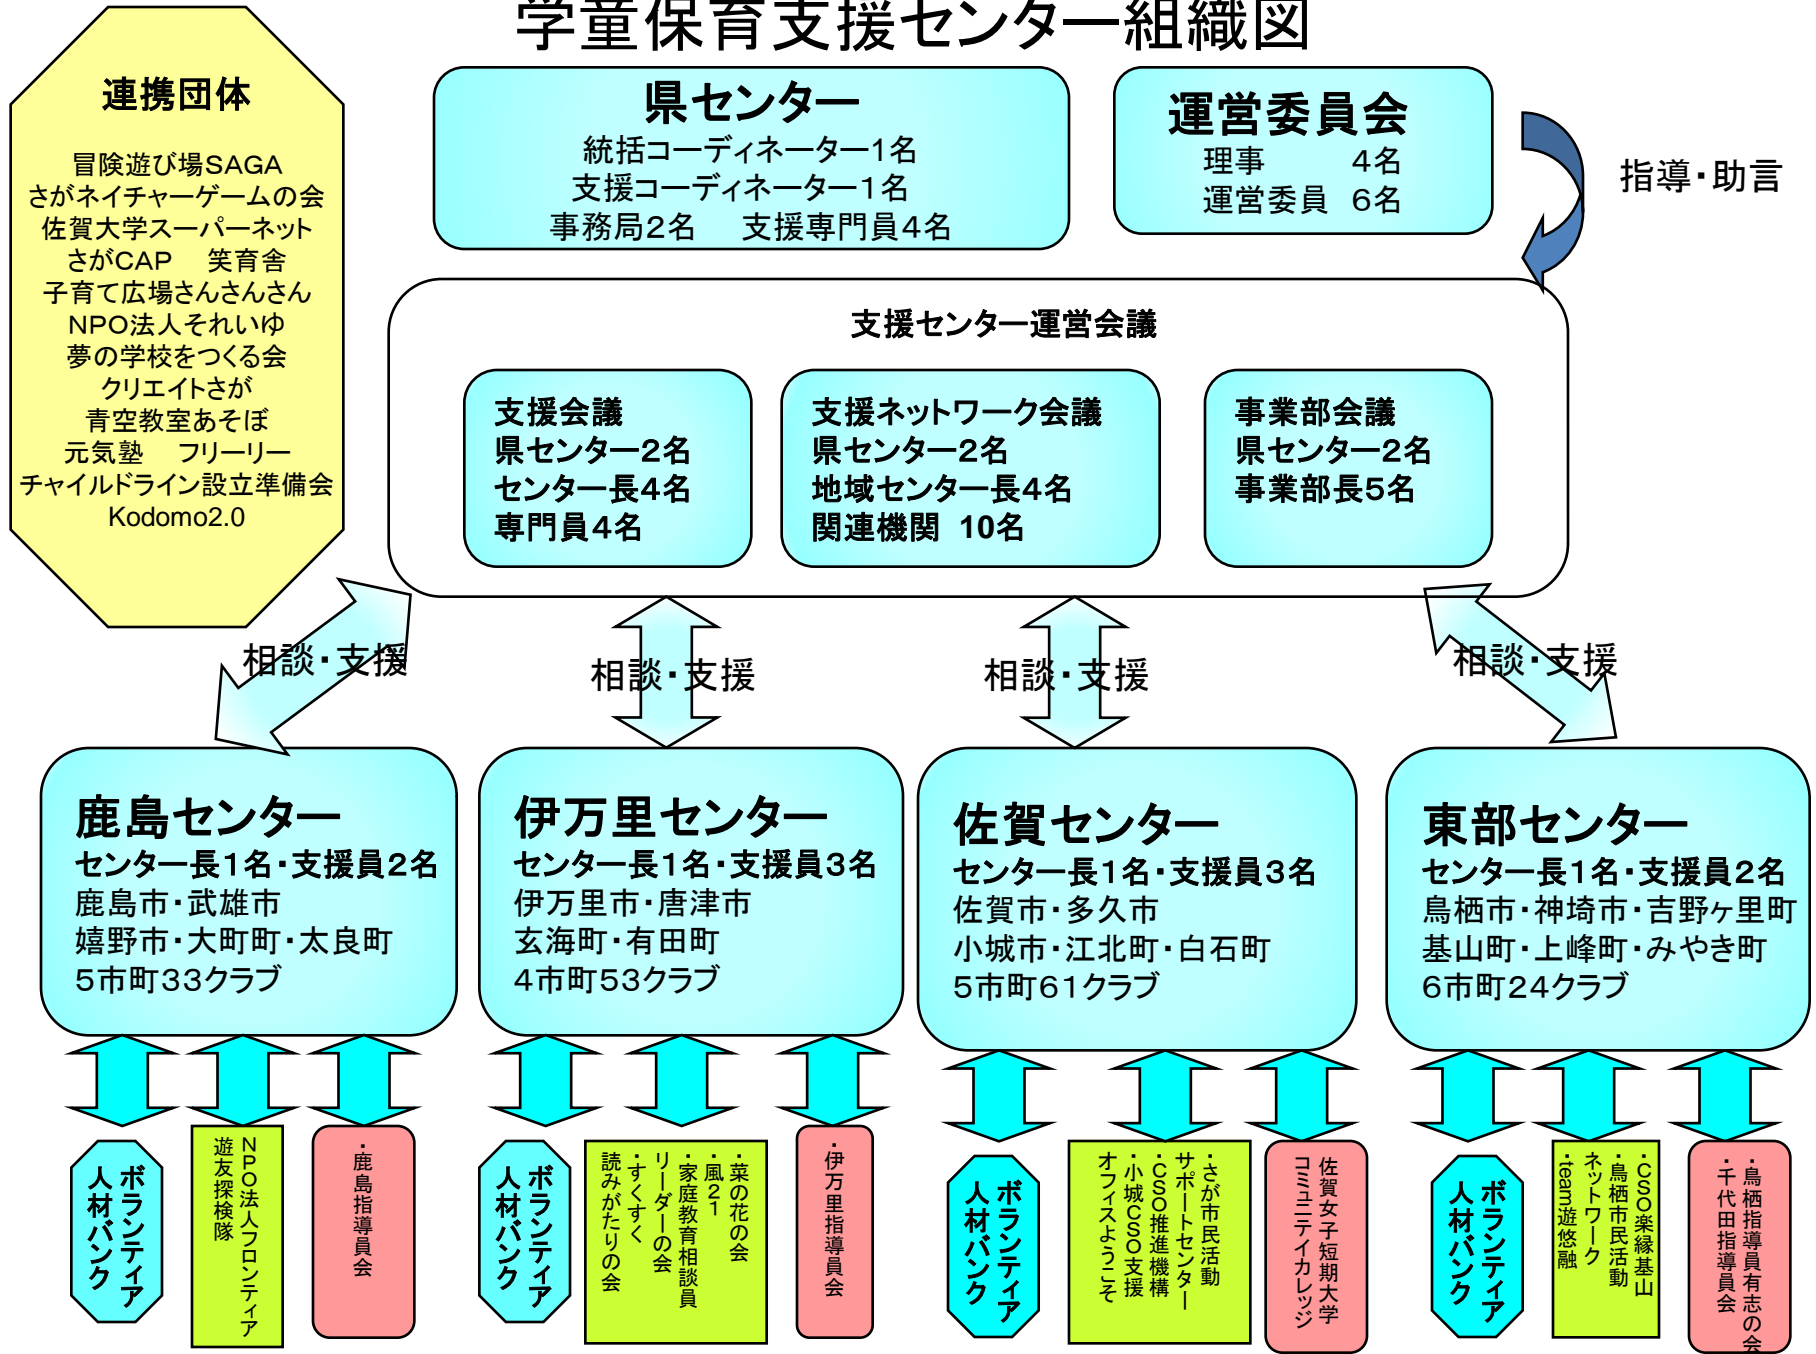 学童保育支援センター組織図
連携団体
冒険遊び場SAGA
さがネイチャーゲームの会
佐賀大学スーパーネット
さがCAP　笑育舎
子育て広場さんさんさん
NPO法人それいゆ
夢の学校をつくる会
クリエイトさが
青空教室あそぼ
元気塾　フリーリー
チャイルドライン設立準備会
Kodomo2.0
県センター
統括コーディネーター1名
支援コーディネーター1名
事務局2名　支援専門員4名
運営委員会
理事　4名
運営委員　6名
指導・助言
支援センター運営会議
支援会議
県センター2名
センター長4名
専門員4名
支援ネットワーク会議
県センター2名
地域センター長4名
関連機関 10名
事業部会議
県センター2名
事業部長5名
相談・支援
相談・支援
相談・支援
相談・支援
鹿島センター
センター長1名・支援員2名
鹿島市・武雄市
嬉野市・大町町・太良町
5市町33クラブ
伊万里センター
センター長1名・支援員3名
伊万里市・唐津市
玄海町・有田町
4市町53クラブ
佐賀センター
センター長1名・支援員3名
佐賀市・多久市
小城市・江北町・白石町
5市町61クラブ
東部センター
センター長1名・支援員2名
鳥栖市・神埼市・吉野ヶ里町
基山町・上峰町・みやき町
6市町24クラブ
ボランティア
人材バンク
NPO法人フロンティア
遊友探検隊
・鹿島指導員会
ボランティア
人材バンク
・菜の花の会
・風21
・家庭教育相談員
リーダーの会
・すくすく
読みがたりの会
・伊万里指導員会
ボランティア
人材バンク
・さが市民活動
サポートセンター
・CSO推進機構
・小城CSO支援
オフィスようこそ
佐賀女子短期大学
コミュニテイカレッジ
ボランティア
人材バンク
・CSO楽縁基山
・鳥栖市民活動
ネットワーク
・team遊悠融
・鳥栖指導員有志の会
・千代田指導員会